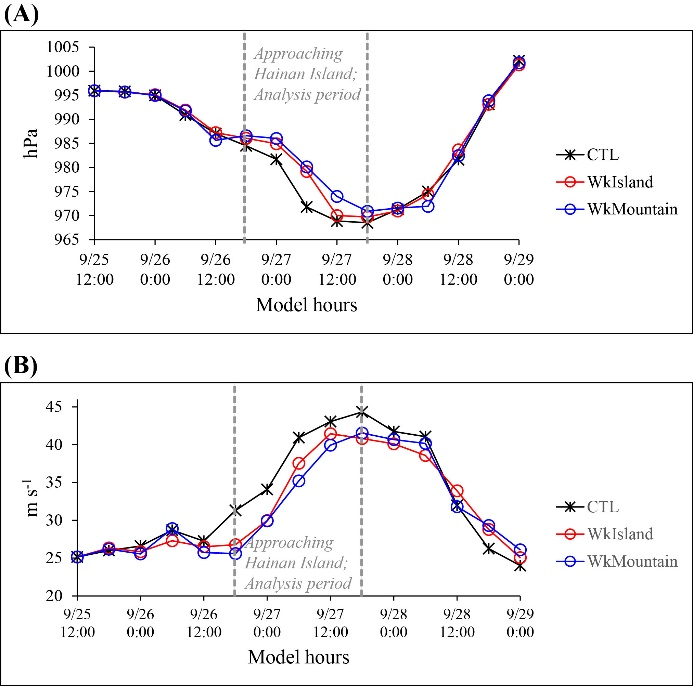 (A)
1005
1000
995
990
985
980
975
970
965
hPa
Approaching
Hainan Island;
Analysis period
9/25 9/26 9/26 9/27 9/27 9/28 9/28 9/29
12:00 0:00 12:00 0:00 12:00 0:00 12:00 0:00
Model hours
CTL
WkIsland
WkMountain
(B)
45
40
35
30
25
20
m s-1
Approaching
Hainan Island;
Analysis period
9/25 9/26 9/26 9/27 9/27 9/28 9/28 9/29
12:00 0:00 12:00 0:00 12:00 0:00 12:00 0:00
Model hours
CTL
WkIsland
WkMountain